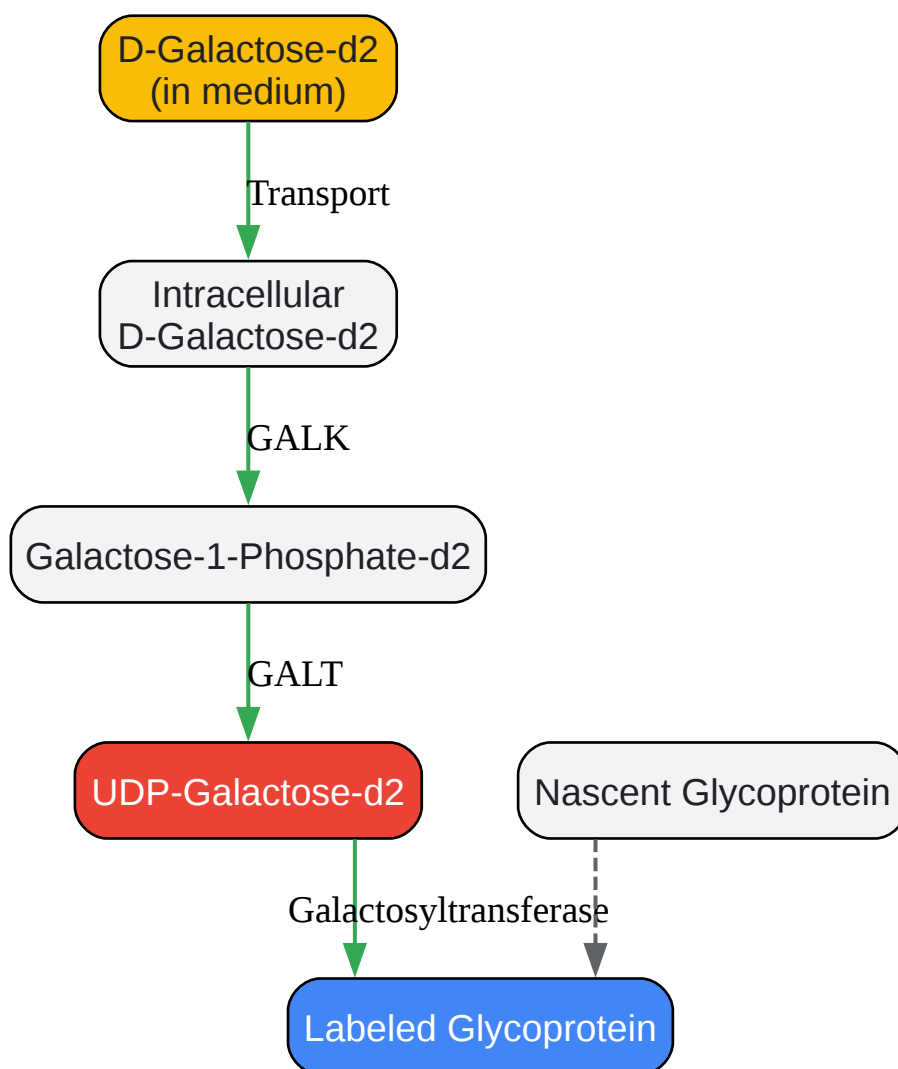 D-Galactose-d2
(in medium)
Transport
Intracellular
D-Galactose-d2
GALK
Galactose-1-Phosphate-d2
GALT
UDP-Galactose-d2
Nascent Glycoprotein
Galactosyltransferase
Labeled Glycoprotein